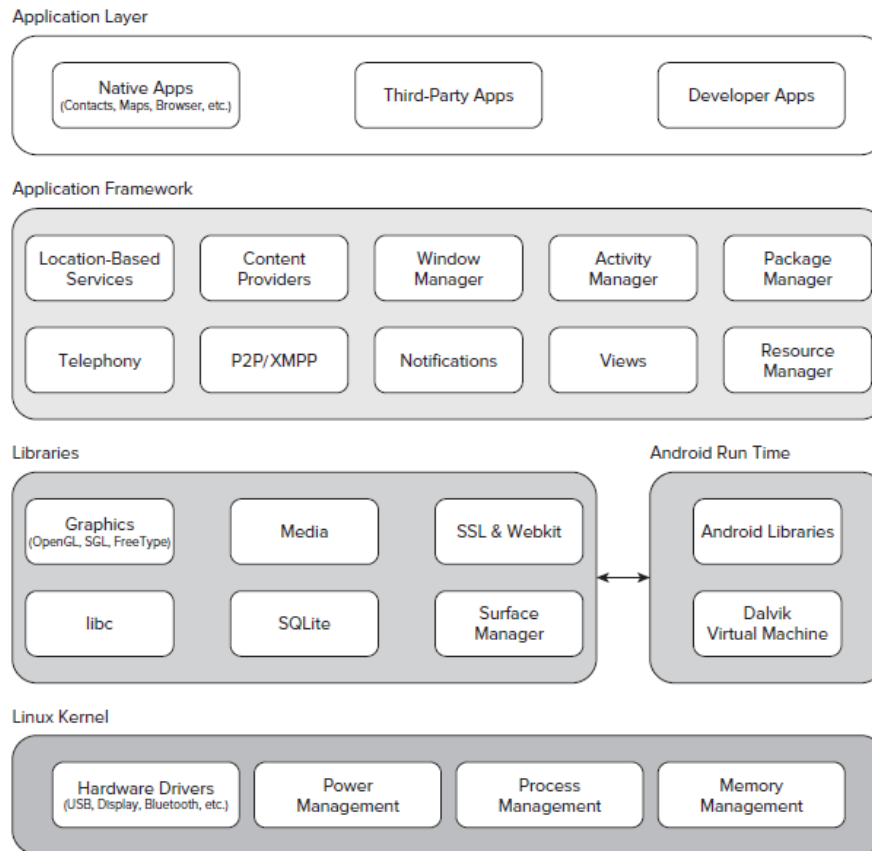 Application Layer
Native Apps
(Contacts, Maps, Browser, etc.)
Third-Party Apps
Developer Apps
Application Framework
Location-Based
Services
Content
Providers
Window
Manager
Activity
Manager
Package
Manager
Telephony
P2P/XMPP
Notifications
Views
Resource
Manager
Libraries
Graphics
(OpenGL, SGL, FreeType)
Media
SSL & Webkit
libc
SQLite
Surface
Manager
Android Run Time
Android Libraries
Dalvik
Virtual Machine
Linux Kernel
Hardware Drivers
(USB, Display, Bluetooth, etc.)
Power
Management
Process
Management
Memory
Management